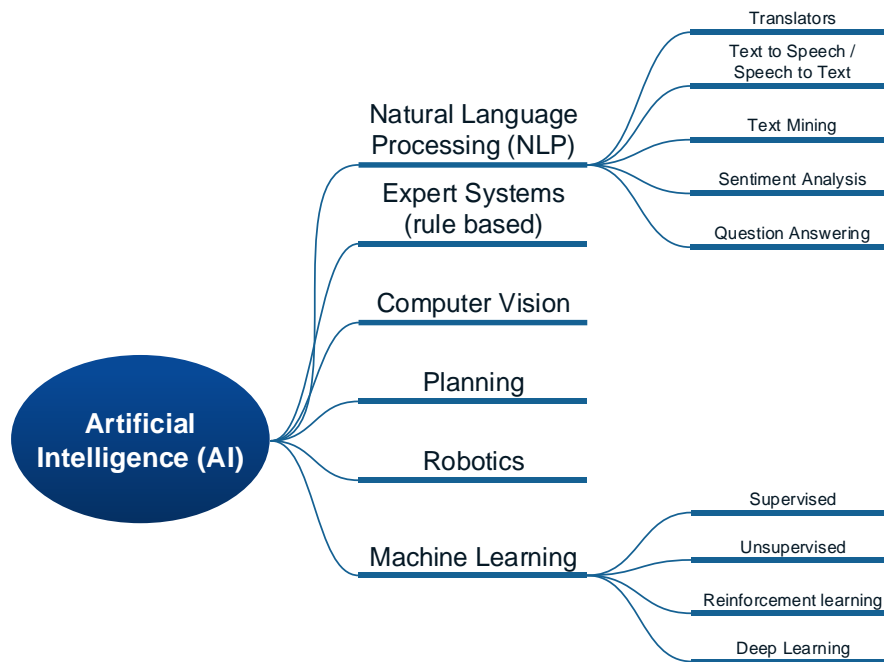 Translators
Text to Speech /
Speech to Text
Natural Language
Processing (NLP)
Text Mining
Sentiment Analysis
Expert Systems
(rule based)
Question Answering
Computer Vision
Planning
Artificial
Intelligence (AI)
Robotics
Supervised
Machine Learning
Unsupervised
Reinforcement learning
Deep Learning